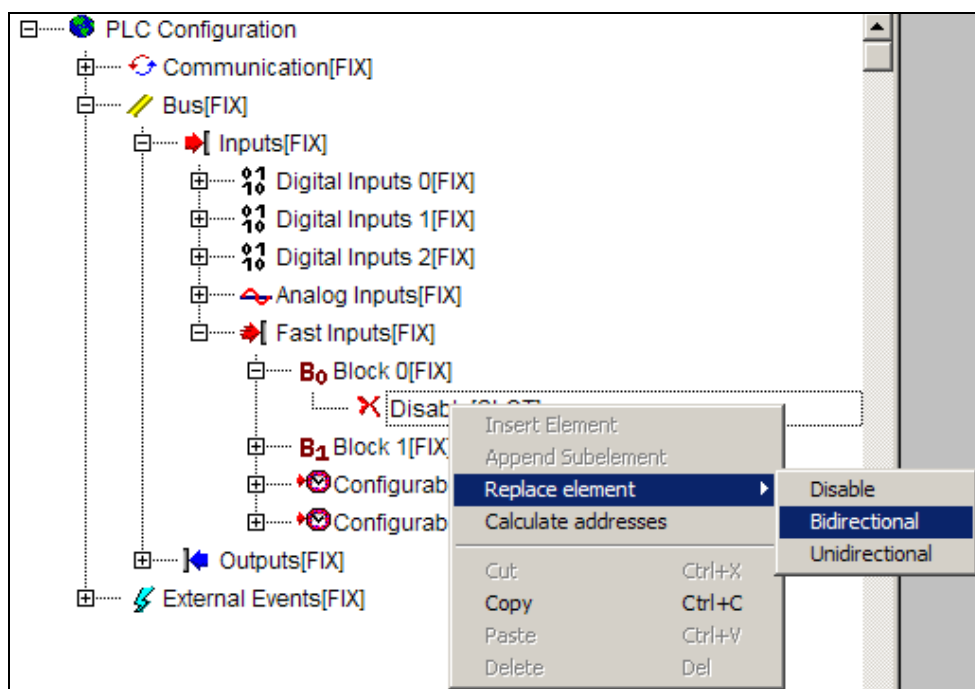 PLC Configuration
Communication[FIX]
Bus[FIX]
Inputs[FIX]
Digital Inputs 0[FIX]
Digital Inputs 1[FIX]
Digital Inputs 2[FIX]
Analog Inputs[FIX]
Fast Inputs[FIX]
B0 Block 0[FIX]
B1 Block 1[FIX]
Outputs[FIX]
External Events[FIX]
Insert Element
Append Subelement
Replace element
Calculate addresses
Cut Ctrl+X
Copy Ctrl+C
Paste Ctrl+V
Delete Del
Disable
Bidirectional
Unidirectional